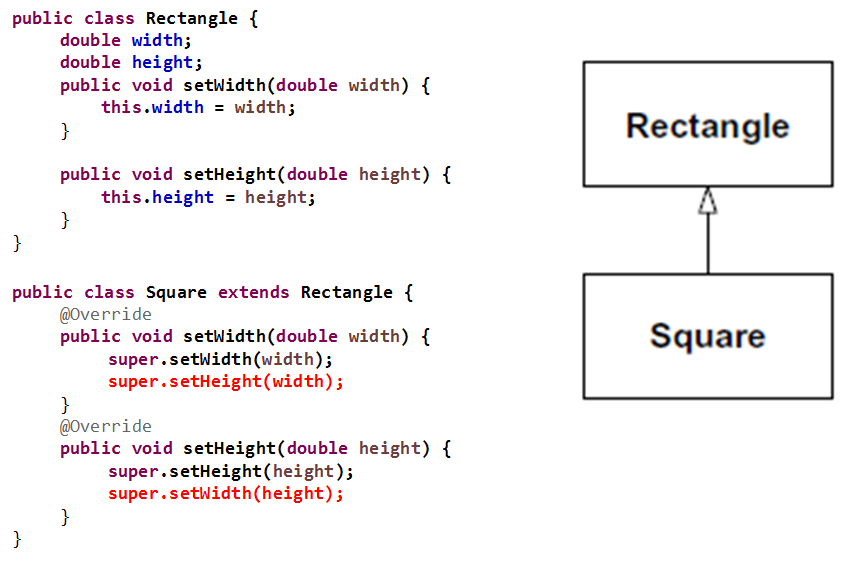 public class Rectangle {
double width;
double height;
public void setWidth(double width) {
this.width = width;
}
public void setHeight(double height) {
this.height = height;
}
}
public class Square extends Rectangle {
@Override
public void setWidth(double width) {
super.setWidth(width);
super.setHeight(width);
}
@Override
public void setHeight(double height) {
super.setHeight(height);
super.setWidth(height);
}
}
Rectangle
Square